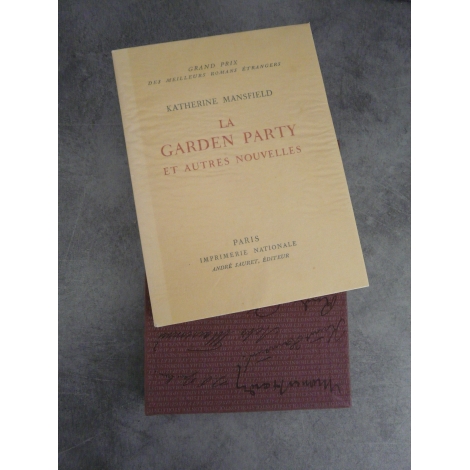 GRAND PRIX
DES MEILLEURS ROMANS ÉTRANGERS
KATHERINE MANSFIELD
LA
GARDEN PARTY
ET AUTRES NOUVELLES
PARIS
IMPRIMERIE NATIONALE
ANDRÉ SAURET, ÉDITEUR